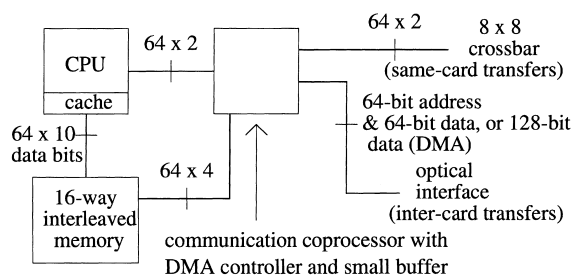 64 x 2
64 x 2
8 x 8
crossbar
(same-card transfers)
CPU
cache
64-bit address
& 64-bit data, or 128-bit
data (DMA)
64 x 10
data bits
64 x 4
optical
interface
(inter-card transfers)
16-way
interleaved
memory
communication coprocessor with
DMA controller and small buffer